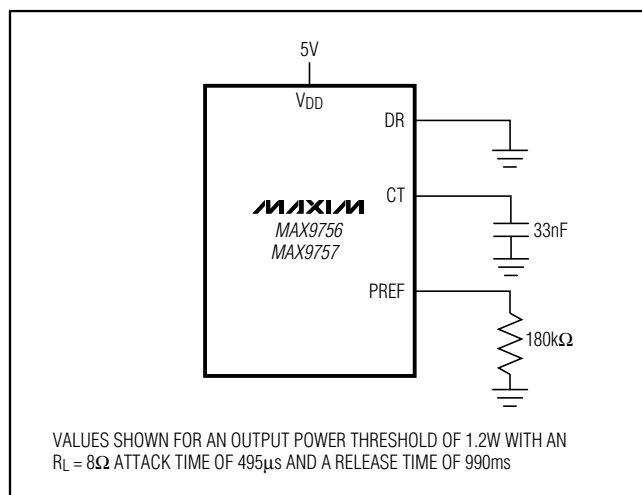 5V
VDD
DR
CT
MAXIM
MAX9756
MAX9757
33nF
PREF
180kΩ
VALUES SHOWN FOR AN OUTPUT POWER THRESHOLD OF 1.2W WITH AN
RL = 8Ω ATTACK TIME OF 495µs AND A RELEASE TIME OF 990ms